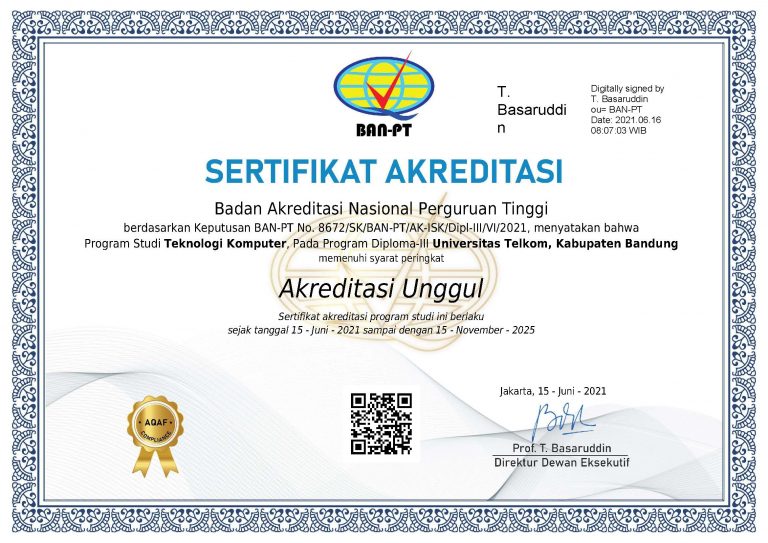 BAN-PT
T.
Basaruddi
n
Digitally signed by
T. Basaruddin
ou= BAN-PT
Date: 2021.06.16
08:07:03 WIB
SERTIFIKAT AKREDITASI
Badan Akreditasi Nasional Perguruan Tinggi
berdasarkan Keputusan BAN-PT No. 8672/SK/BAN-PT/AK-ISK/Dipl-III/VI/2021, menyatakan bahwa
Program Studi Teknologi Komputer, Pada Program Diploma-III Universitas Telkom, Kabupaten Bandung
memenuhi syarat peringkat
Akreditasi Unggul
Sertifikat akreditasi program studi ini berlaku
sejak tanggal 15 - Juni - 2021 sampai dengan 15 - November - 2025
AQAF
COMPLIANCE
Jakarta, 15 - Juni - 2021
Prof. T. Basaruddin
Direktur Dewan Eksekutif